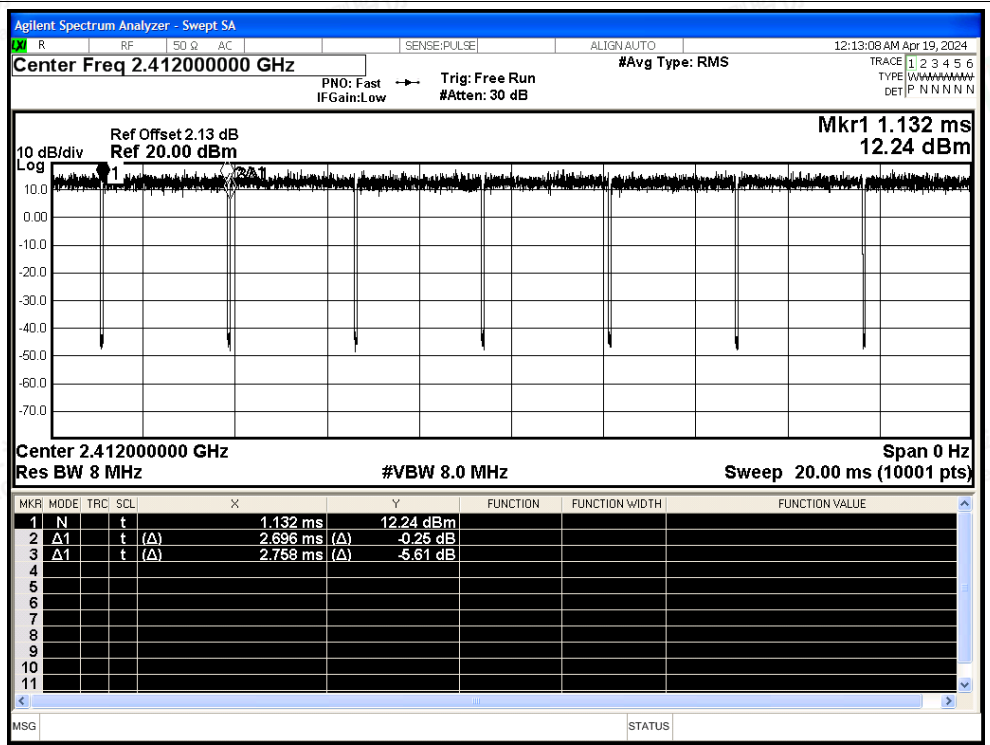 Agilent Spectrum Analyzer - Swept SA
LXI R RF 50 Ω AC SENSE:PULSE ALIGN AUTO 12:13:08 AM Apr 19, 2024
Center Freq 2.412000000 GHz #Avg Type: RMS TRACE 1 2 3 4 5 6
PNO: Fast Trig: Free Run TYPE WWWWWW
IFGain:Low #Atten: 30 dB DET P N N N N N
Mkr1 1.132 ms
12.24 dBm
Ref Offset 2.13 dB
10 dB/div Ref 20.00 dBm
Log
1 3Δ1
10.0
0.00
-10.0
-20.0
-30.0
-40.0
-50.0
-60.0
-70.0
Center 2.412000000 GHz Span 0 Hz
Res BW 8 MHz #VBW 8.0 MHz Sweep 20.00 ms (10001 pts)
MKR MODE TRC SCL X Y FUNCTION FUNCTION WIDTH FUNCTION VALUE
1 N t 1.132 ms 12.24 dBm
2 Δ1 t (Δ) 2.696 ms (Δ) -0.25 dB
3 Δ1 t (Δ) 2.758 ms (Δ) -5.61 dB
4
5
6
7
8
9
10
11
MSG STATUS